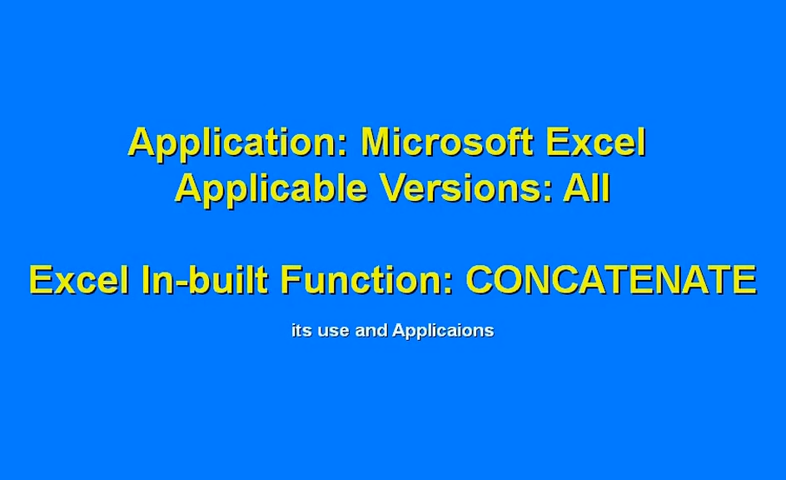 Application: Microsoft Excel
Applicable Versions: All
Excel In-built Function: CONCATENATE
its use and Applicaions